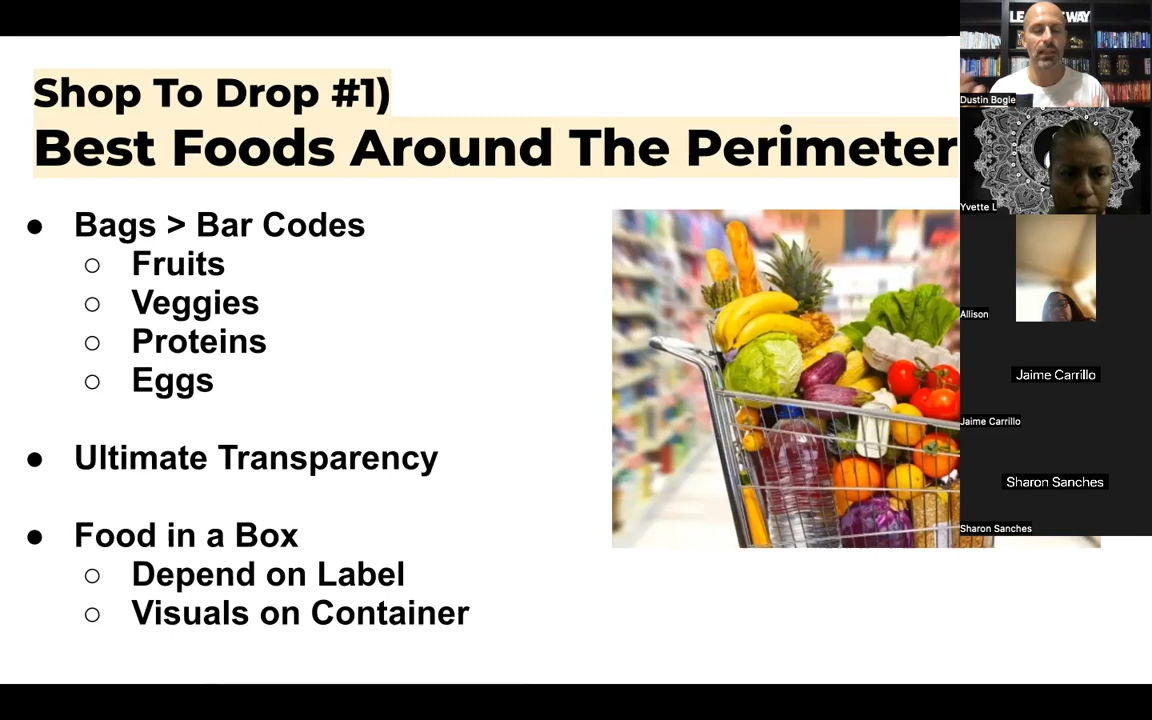 Shop To Drop #1)
Best Foods Around The Perimeter
● Bags > Bar Codes
○ Fruits
○ Veggies
○ Proteins
○ Eggs
● Ultimate Transparency
● Food in a Box
○ Depend on Label
○ Visuals on Container
WAY
Dustin Bogle
Yvette L
Allison
Jaime Carrillo
Jaime Carrillo
Sharon Sanches
Sharon Sanches